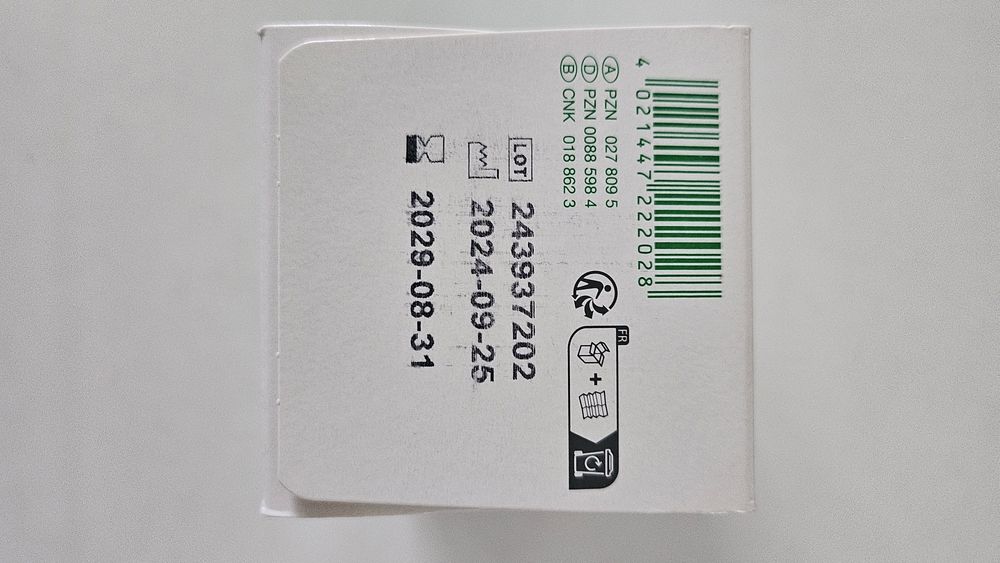 4 021447 222028
A PZN 027 809 5
D PZN 0088 598 4
B CNK 018 862 3
FR
LOT 243937202
2024-09-25
2029-08-31